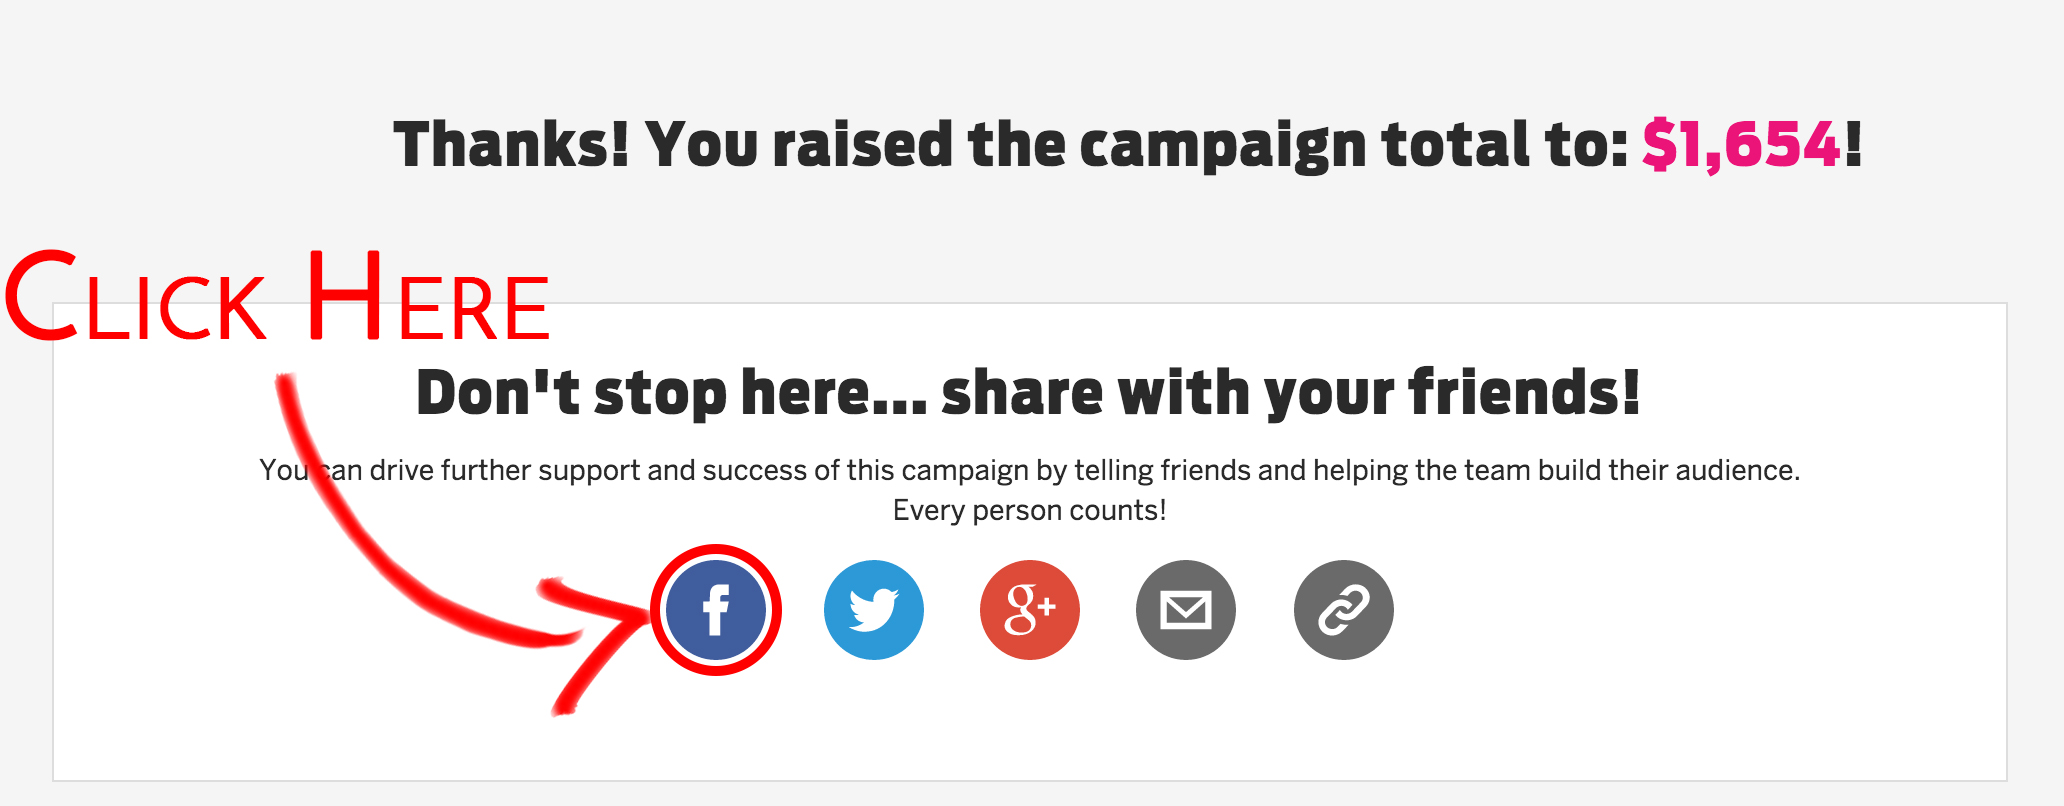 Thanks! You raised the campaign total to: $1,654!
Click Here
Don't stop here... share with your friends!
You can drive further support and success of this campaign by telling friends and helping the team build their audience.
Every person counts!
f
g+